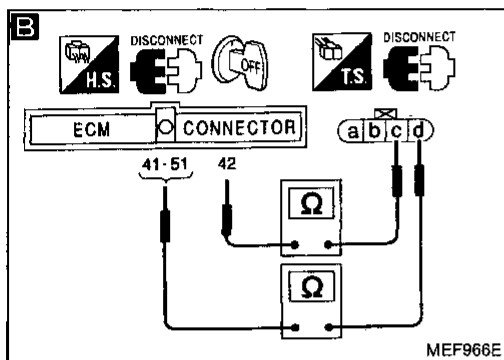 B
DISCONNECT
H.S.
OFF
DISCONNECT
T.S.
ECM CONNECTOR
a b c d
41-51 42
Ω
Ω
MEF966E